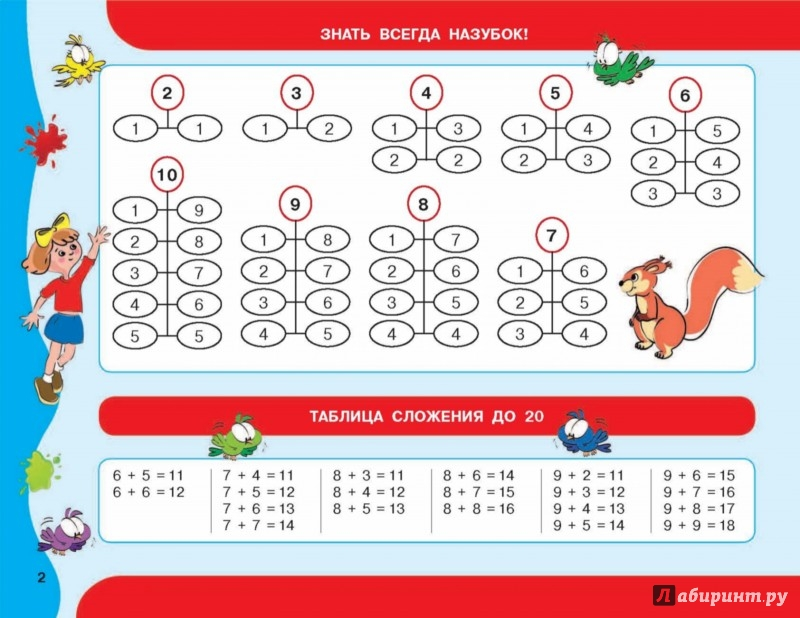 ЗНАТЬ ВСЕГДА НАЗУБОК!
2
1 1
3
1 2
4
1 3
2 2
5
1 4
2 3
6
1 5
2 4
3 3
10
1 9
2 8
3 7
4 6
5 5
9
1 8
2 7
3 6
4 5
8
1 7
2 6
3 5
4 4
7
1 6
2 5
3 4
ТАБЛИЦА СЛОЖЕНИЯ ДО 20
6 + 5 = 11
6 + 6 = 12
7 + 4 = 11
7 + 5 = 12
7 + 6 = 13
7 + 7 = 14
8 + 3 = 11
8 + 4 = 12
8 + 5 = 13
8 + 6 = 14
8 + 7 = 15
8 + 8 = 16
9 + 2 = 11
9 + 3 = 12
9 + 4 = 13
9 + 5 = 14
9 + 6 = 15
9 + 7 = 16
9 + 8 = 17
9 + 9 = 18
2
Лабиринт.ру